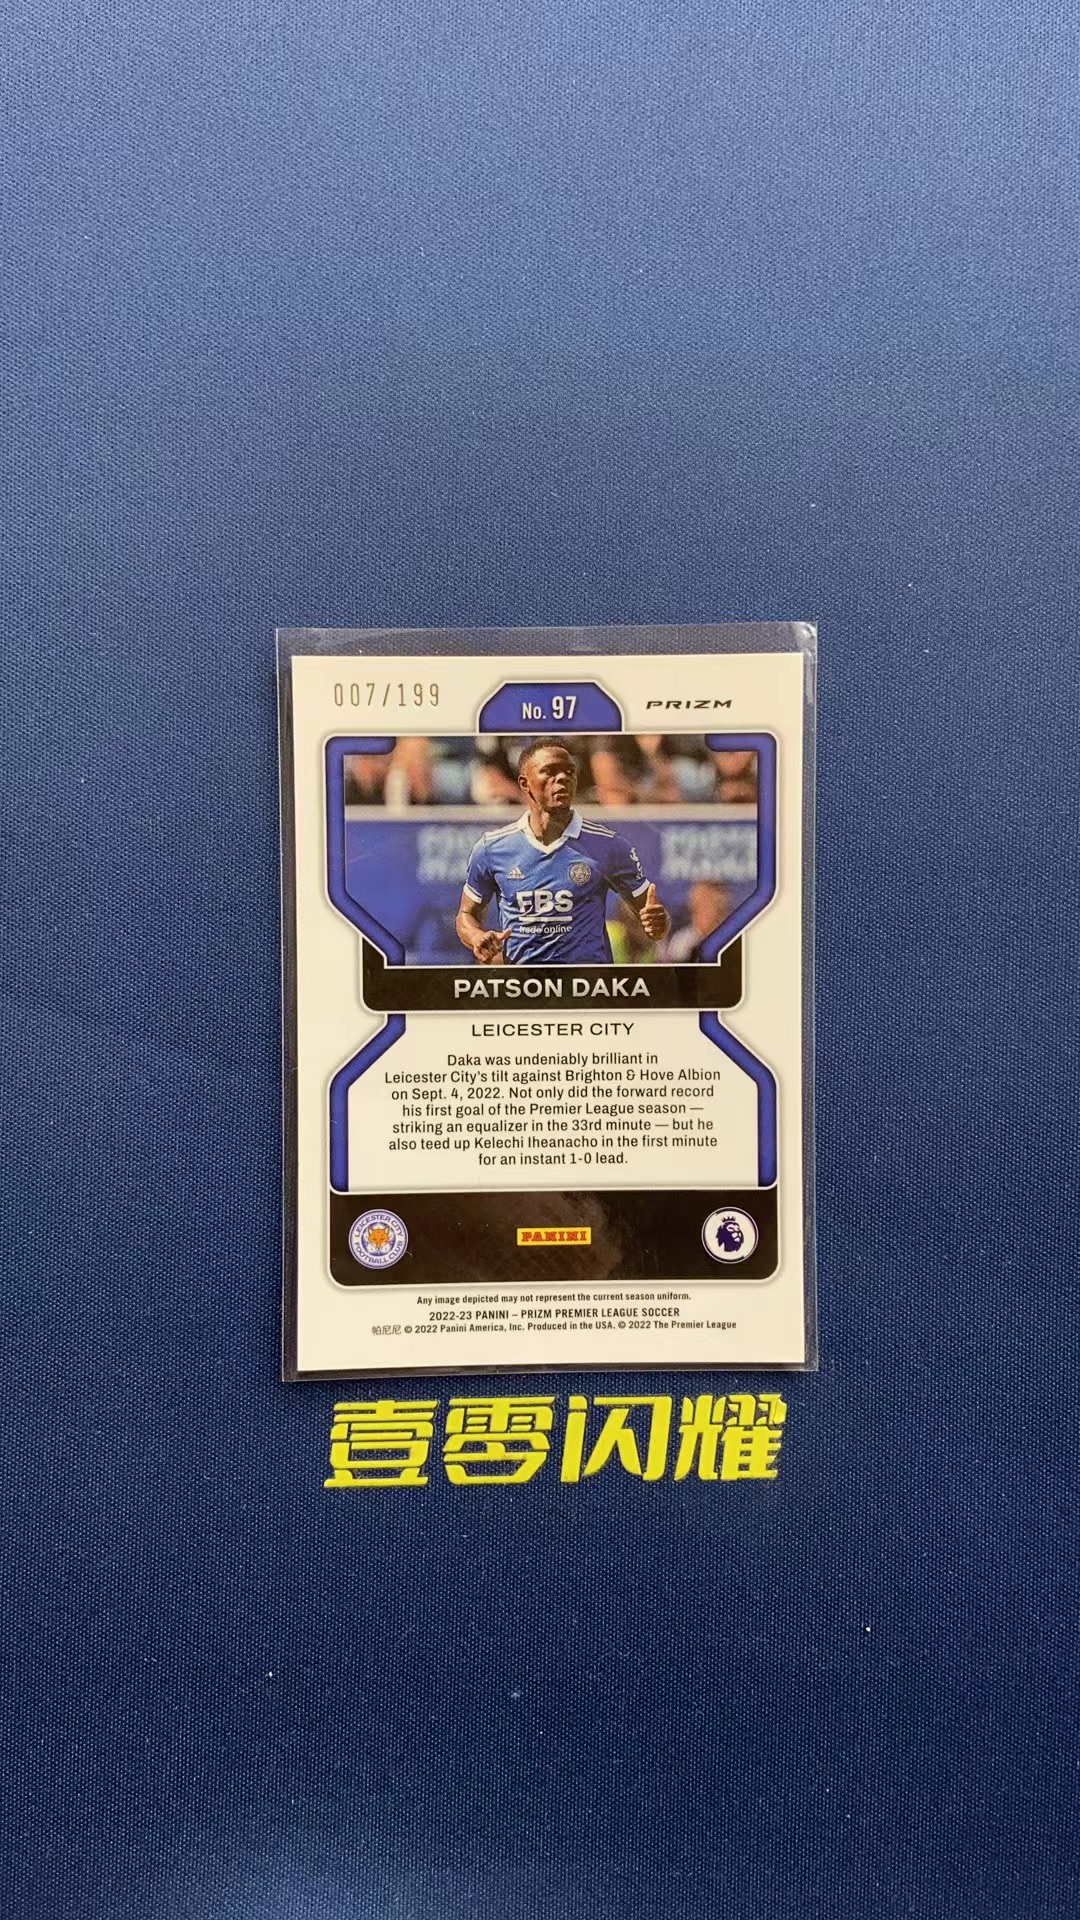 007/199
No. 97
PRIZM
FBS
trade online
PATSON DAKA
LEICESTER CITY
Daka was undeniably brilliant in
Leicester City's tilt against Brighton & Hove Albion
on Sept. 4, 2022. Not only did the forward record
his first goal of the Premier League season —
striking an equalizer in the 33rd minute — but he
also teed up Kelechi Iheanacho in the first minute
for an instant 1-0 lead.
LEICESTER CITY
FOOTBALL CLUB
PANINI
Any image depicted may not represent the current season uniform.
2022-23 PANINI – PRIZM PREMIER LEAGUE SOCCER
帕尼尼 © 2022 Panini America, Inc. Produced in the USA. © 2022 The Premier League
壹零闪耀